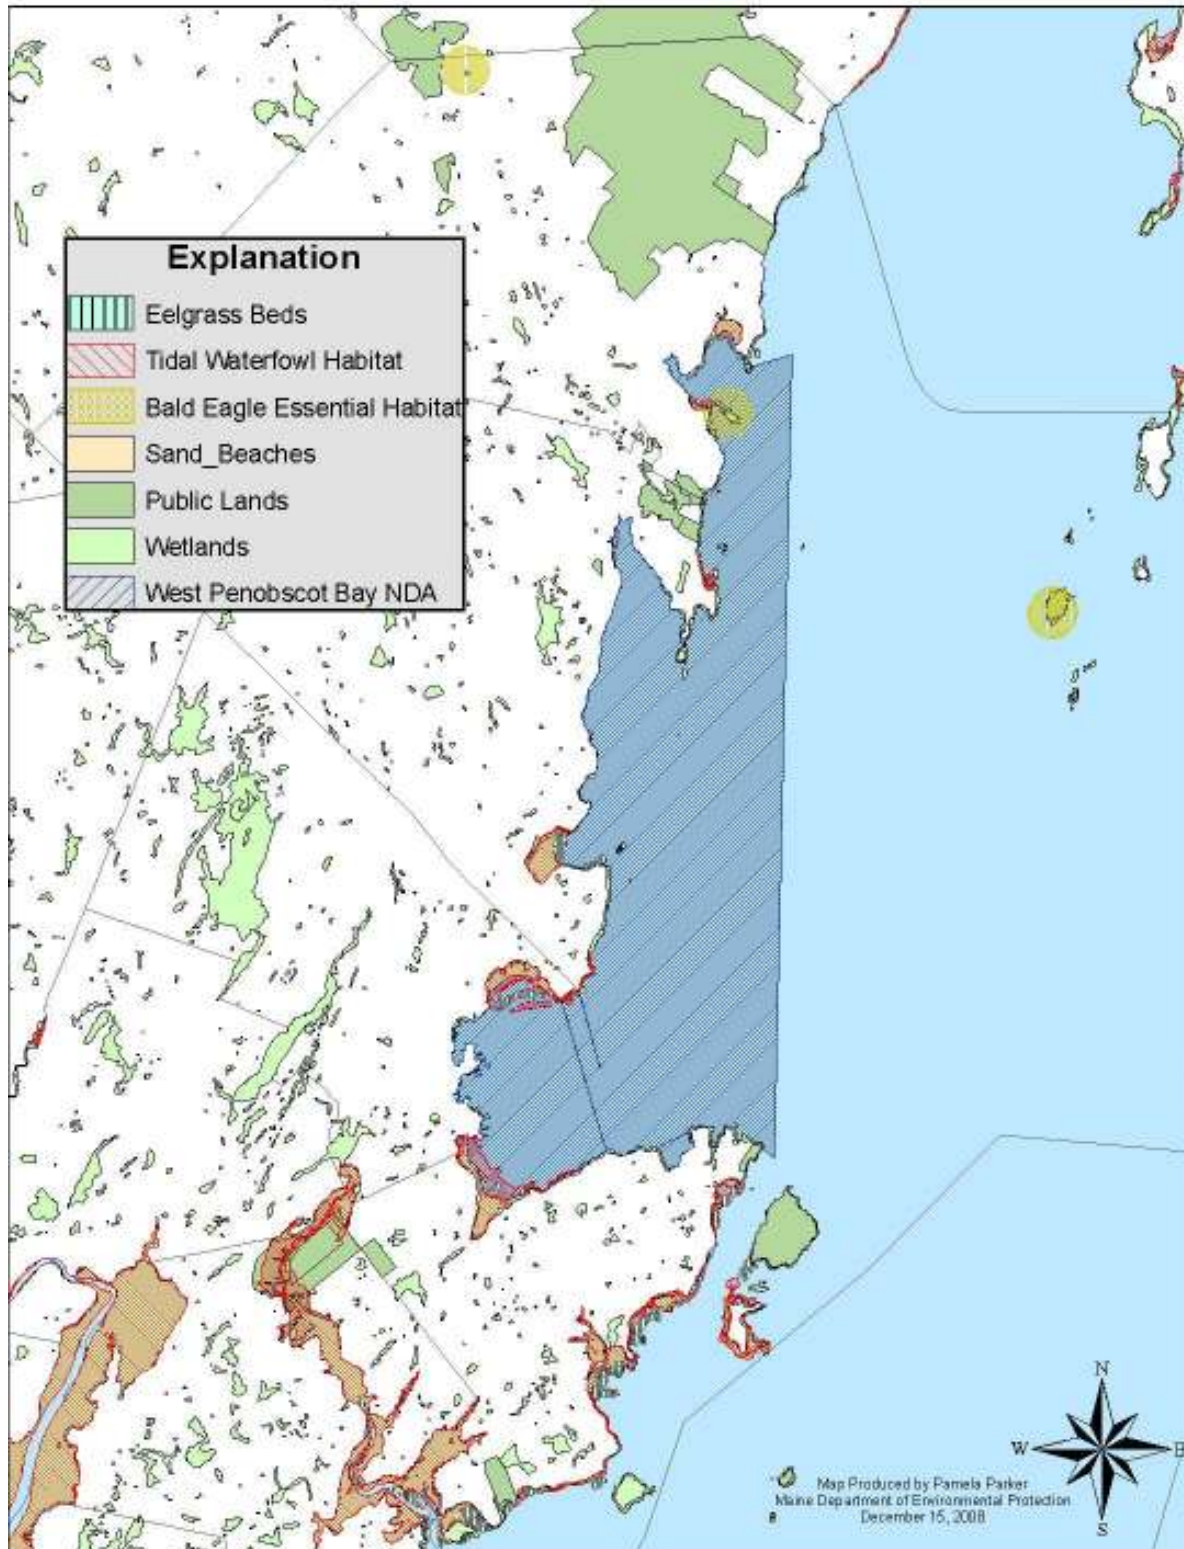 Explanation
Eelgrass Beds
Tidal Waterfowl Habitat
Bald Eagle Essential Habitat
Sand_Beaches
Public Lands
Wetlands
West Penobscot Bay NDA
N
W E
S
Map Produced by Pamela Parker
Maine Department of Environmental Protection
December 15, 2008